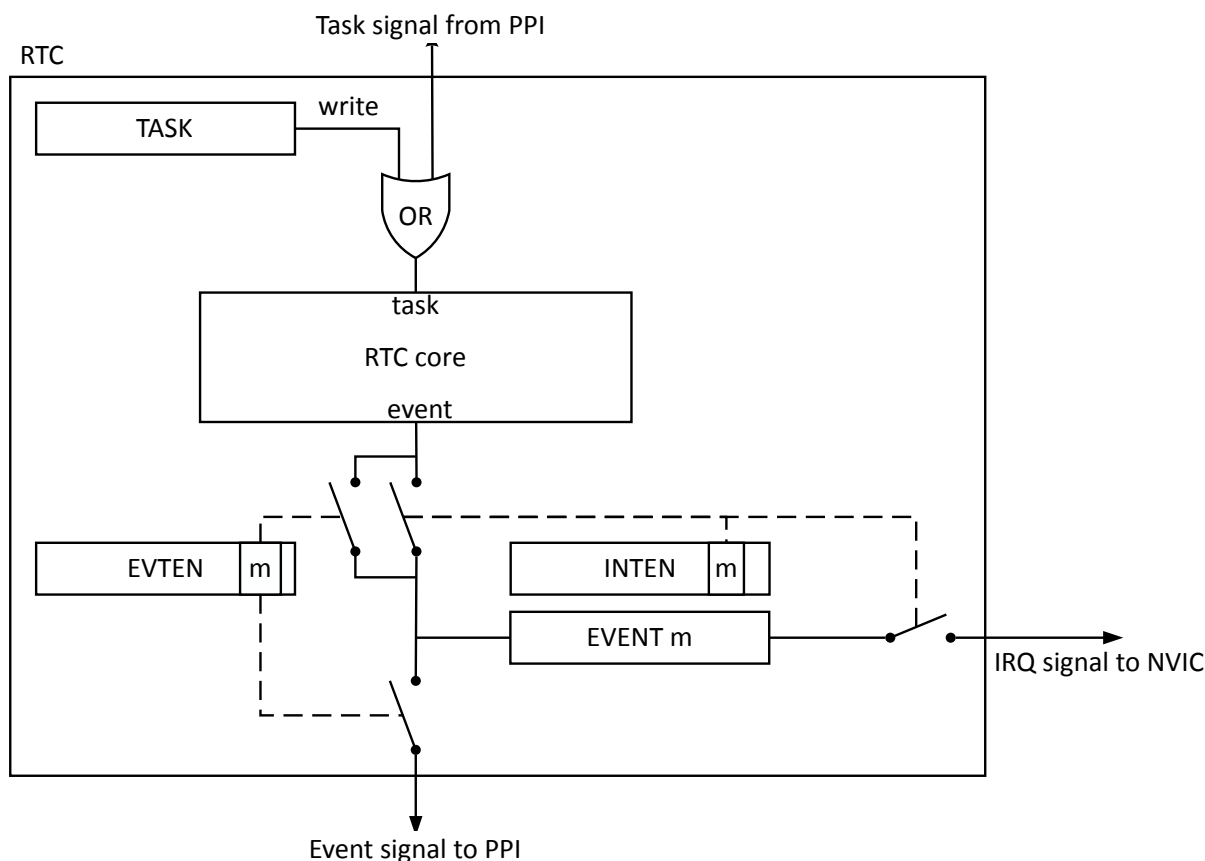 Task signal from PPI
RTC
write
TASK
OR
task
RTC core
event
EVTEN m
INTEN m
EVENT m
IRQ signal to NVIC
Event signal to PPI